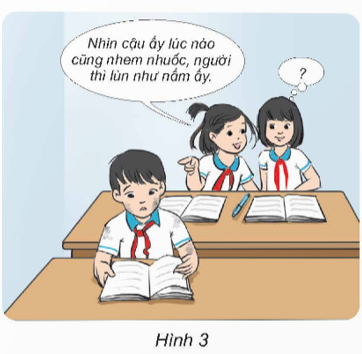 Nhìn cậu ấy lúc nào
cũng nhem nhuốc, người
thì lùn như nấm ấy.
?
Hình 3